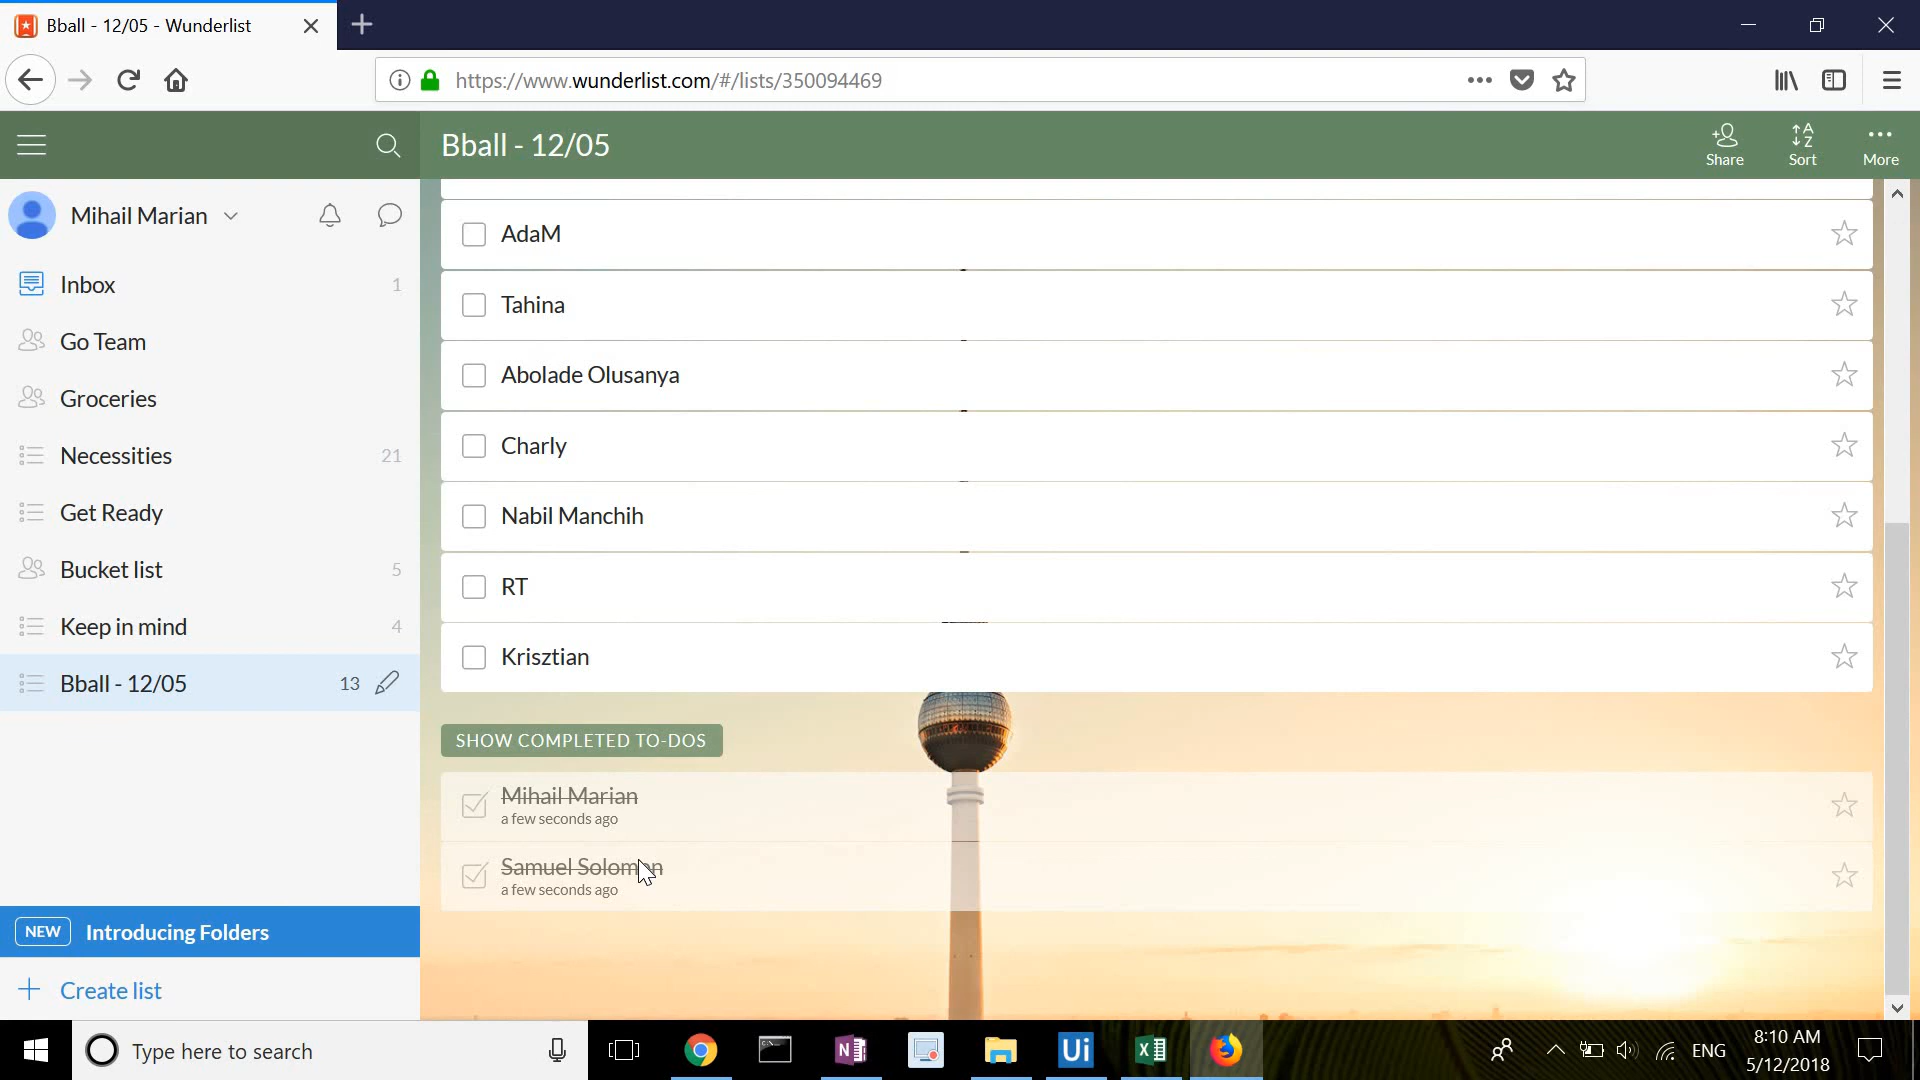 Bball - 12/05 - Wunderlist
https://www.wunderlist.com/#/lists/350094469
Bball - 12/05
Share
Sort
More
Mihail Marian
Inbox 1
Go Team
Groceries
Necessities 21
Get Ready
Bucket list 5
Keep in mind 4
Bball - 12/05 13
NEW Introducing Folders
Create list
AdaM
Tahina
Abolade Olusanya
Charly
Nabil Manchih
RT
Krisztian
SHOW COMPLETED TO-DOS
Mihail Marian
a few seconds ago
Samuel Solomon
a few seconds ago
Type here to search
ENG
8:10 AM
5/12/2018